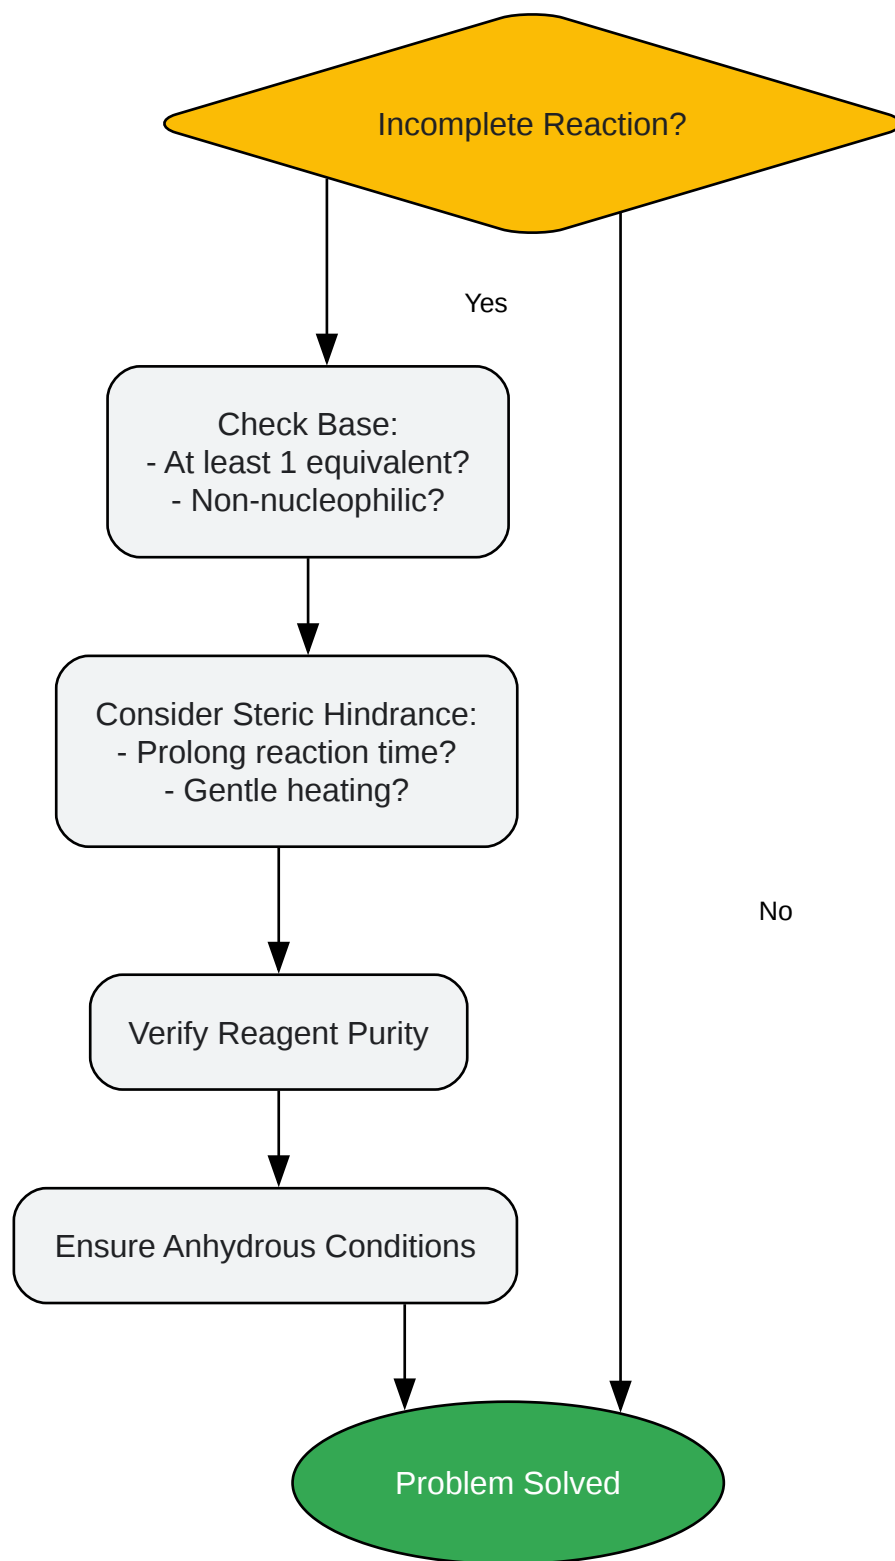 Incomplete Reaction?
Yes
Check Base:
- At least 1 equivalent?
- Non-nucleophilic?
Consider Steric Hindrance:
- Prolong reaction time?
- Gentle heating?
No
Verify Reagent Purity
Ensure Anhydrous Conditions
Problem Solved